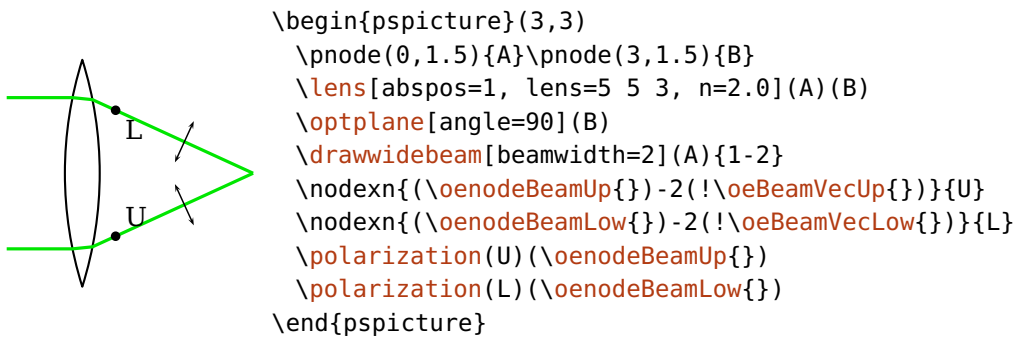 L
U
\begin{pspicture}(3,3)
  \pnode(0,1.5){A}\pnode(3,1.5){B}
  \lens[abspos=1, lens=5 5 3, n=2.0](A)(B)
  \optplane[angle=90](B)
  \drawwidebeam[beamwidth=2](A){1-2}
  \nodexn{(\oenodeBeamUp{})-2(!\oeBeamVecUp{})}{U}
  \nodexn{(\oenodeBeamLow{})-2(!\oeBeamVecLow{})}{L}
  \polarization(U)(\oenodeBeamUp{})
  \polarization(L)(\oenodeBeamLow{})
\end{pspicture}